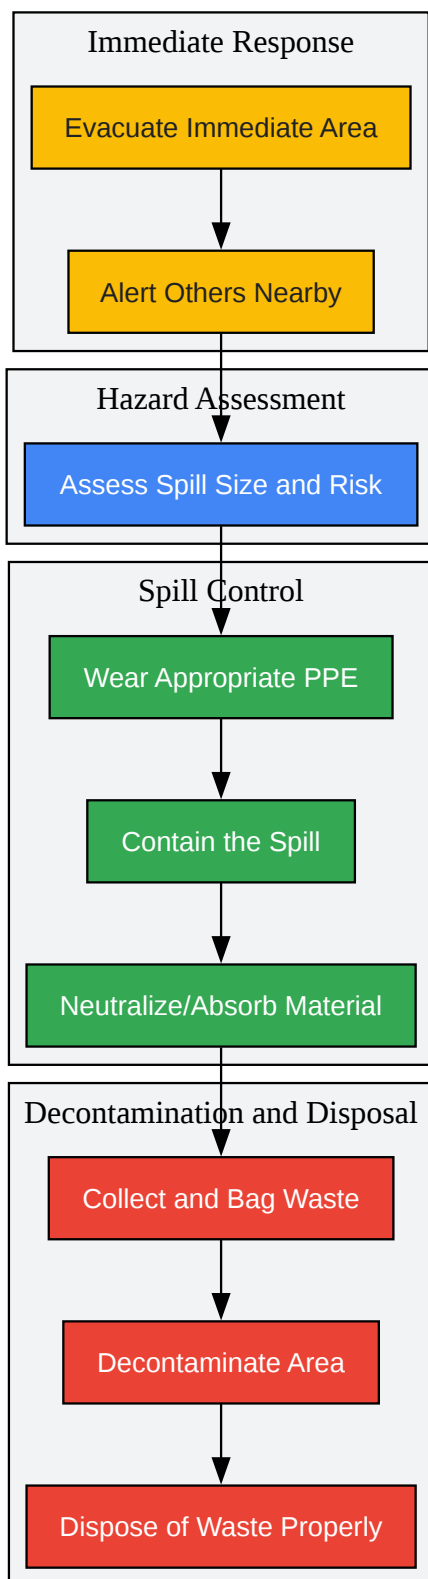 Immediate Response
Evacuate Immediate Area
Alert Others Nearby
Hazard Assessment
Assess Spill Size and Risk
Spill Control
Wear Appropriate PPE
Contain the Spill
Neutralize/Absorb Material
Decontamination and Disposal
Collect and Bag Waste
Decontaminate Area
Dispose of Waste Properly